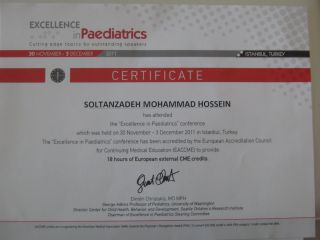 EXCELLENCE
in Paediatrics
Cutting edge topics by outstanding speakers
30 NOVEMBER - 3 DECEMBER 2011
ISTANBUL, TURKEY
CERTIFICATE
SOLTANZADEH MOHAMMAD HOSSEIN
has attended
the "Excellence in Paediatrics" conference
which was held on 30 November - 3 December 2011 in Istanbul, Turkey.
The "Excellence in Paediatrics" conference has been accredited by the European Accreditation Council
for Continuing Medical Education (EACCME) to provide
18 hours of European external CME credits.
Dimitri Christakis, MD MPH
George Adkins Professor of Pediatrics, University of Washington
Director Center for Child Health, Behavior and Development, Seattle Children's Research Institute
Chairman of Excellence in Paediatrics Steering Committee